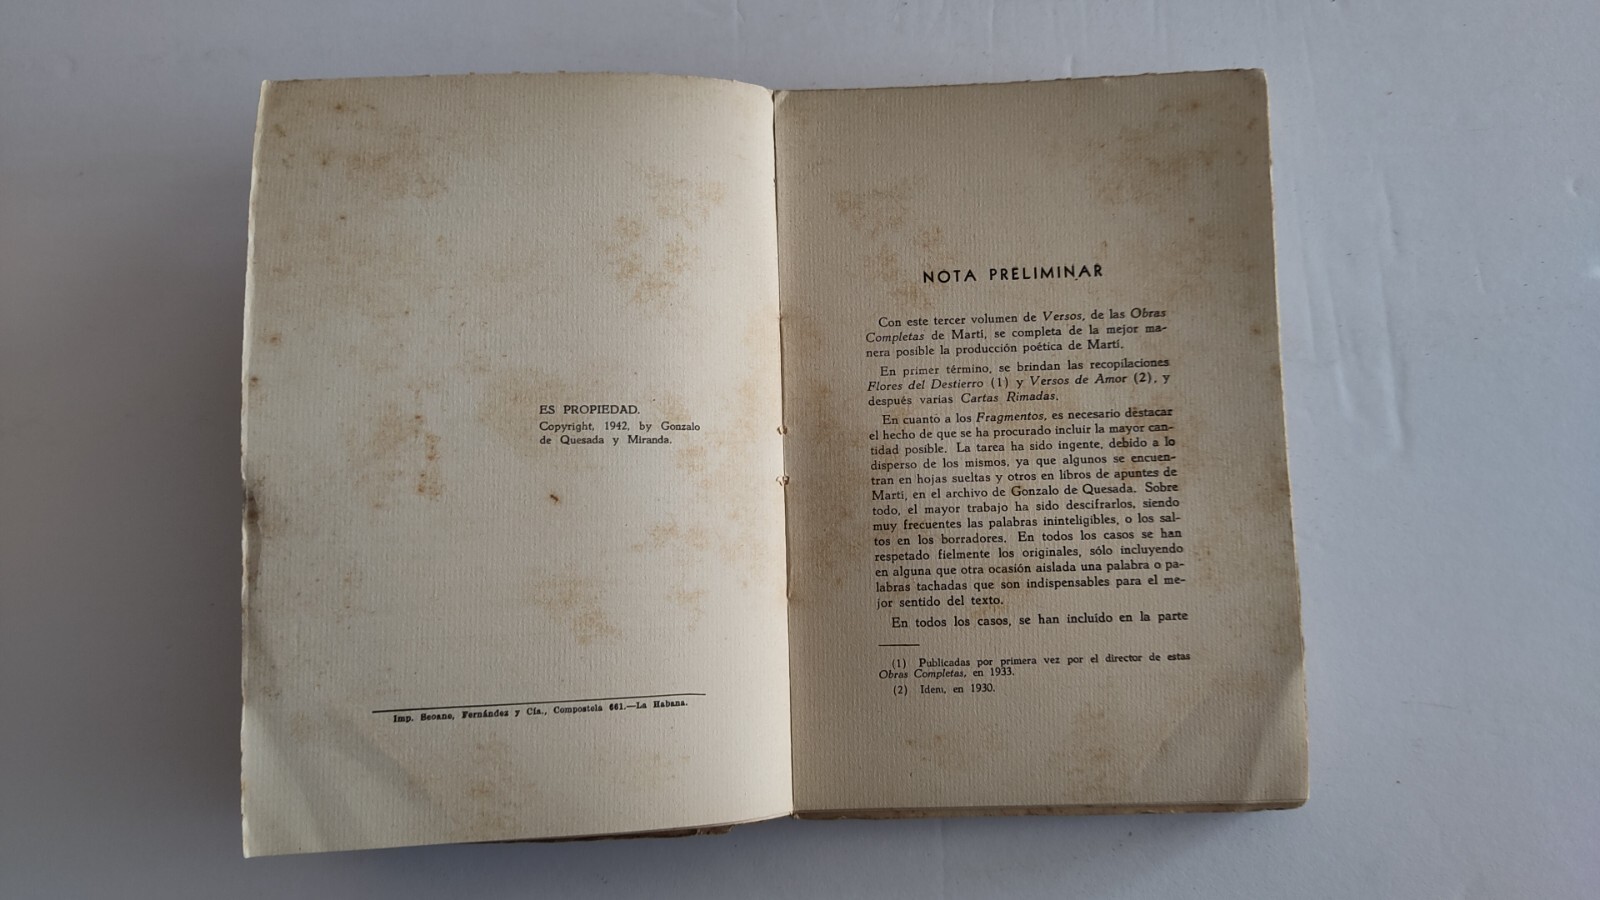 ES PROPIEDAD.
Copyright, 1942, by Gonzalo
de Quesada y Miranda.
Imp. Seoane, Fernández y Cía., Compostela 661.—La Habana.
NOTA PRELIMINAR
Con este tercer volumen de Versos, de las Obras
Completas de Martí, se completa de la mejor ma-
nera posible la producción poética de Martí.
En primer término, se brindan las recopilaciones
Flores del Destierro (1) y Versos de Amor (2), y
después varias Cartas Rimadas.
En cuanto a los Fragmentos, es necesario destacar
el hecho de que se ha procurado incluir la mayor can-
tidad posible. La tarea ha sido ingente, debido a lo
disperso de los mismos, ya que algunos se encuen-
tran en hojas sueltas y otros en libros de apuntes de
Martí, en el archivo de Gonzalo de Quesada. Sobre
todo, el mayor trabajo ha sido descifrarlos, siendo
muy frecuentes las palabras ininteligibles, o los sal-
tos en los borradores. En todos los casos se han
respetado fielmente los originales, sólo incluyendo
en alguna que otra ocasión aislada una palabra o pa-
labras tachadas que son indispensables para el me-
jor sentido del texto.
En todos los casos, se han incluído en la parte
(1) Publicadas por primera vez por el director de estas
Obras Completas, en 1933.
(2) Idem, en 1930.